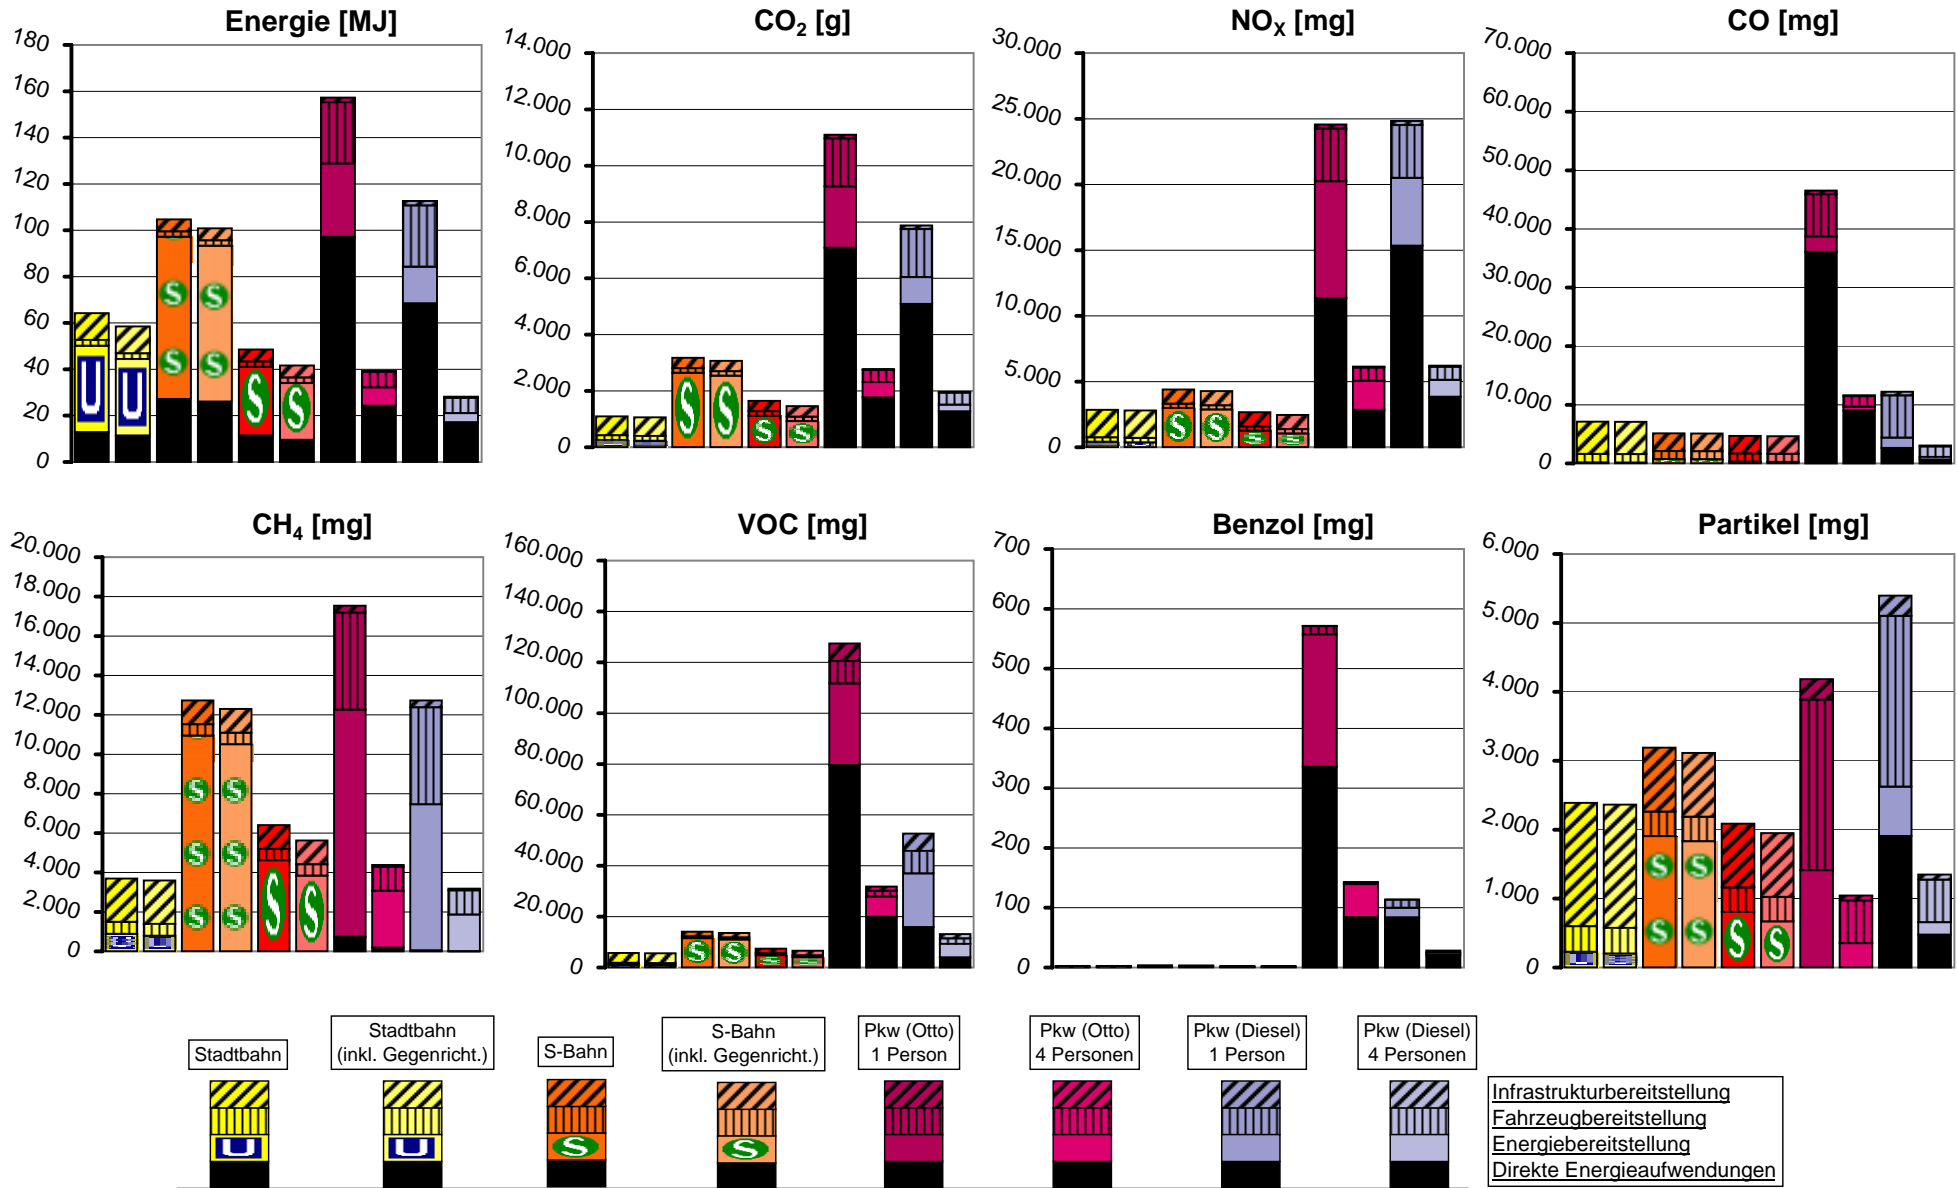 Energie [MJ]
180
160
140
120
100
80
60
40
20
0
U
U
S
S
S
S
S
S
CO2 [g]
14.000
12.000
10.000
8.000
6.000
4.000
2.000
0
S
S
S
S
NOX [mg]
30.000
25.000
20.000
15.000
10.000
5.000
0
S
S
S
S
CO [mg]
70.000
60.000
50.000
40.000
30.000
20.000
10.000
0
CH4 [mg]
20.000
18.000
16.000
14.000
12.000
10.000
8.000
6.000
4.000
2.000
0
S
S
S
S
S
S
S
S
VOC [mg]
160.000
140.000
120.000
100.000
80.000
60.000
40.000
20.000
0
S
S
S
S
Benzol [mg]
700
600
500
400
300
200
100
0
Partikel [mg]
6.000
5.000
4.000
3.000
2.000
1.000
0
S
S
S
S
S
S
Stadtbahn
U
Stadtbahn
(inkl. Gegenricht.)
U
S-Bahn
S
S-Bahn
(inkl. Gegenricht.)
S
Pkw (Otto)
1 Person
Pkw (Otto)
4 Personen
Pkw (Diesel)
1 Person
Pkw (Diesel)
4 Personen
Infrastrukturbereitstellung
Fahrzeugbereitstellung
Energiebereitstellung
Direkte Energieaufwendungen